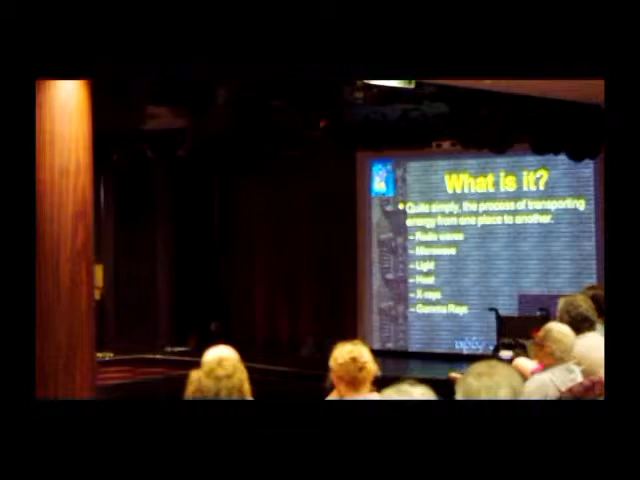 What is it?
• Quite simply, the process of transporting
energy from one place to another.
– Radio waves
– Microwave
– Light
– Heat
– X-rays
– Gamma Rays